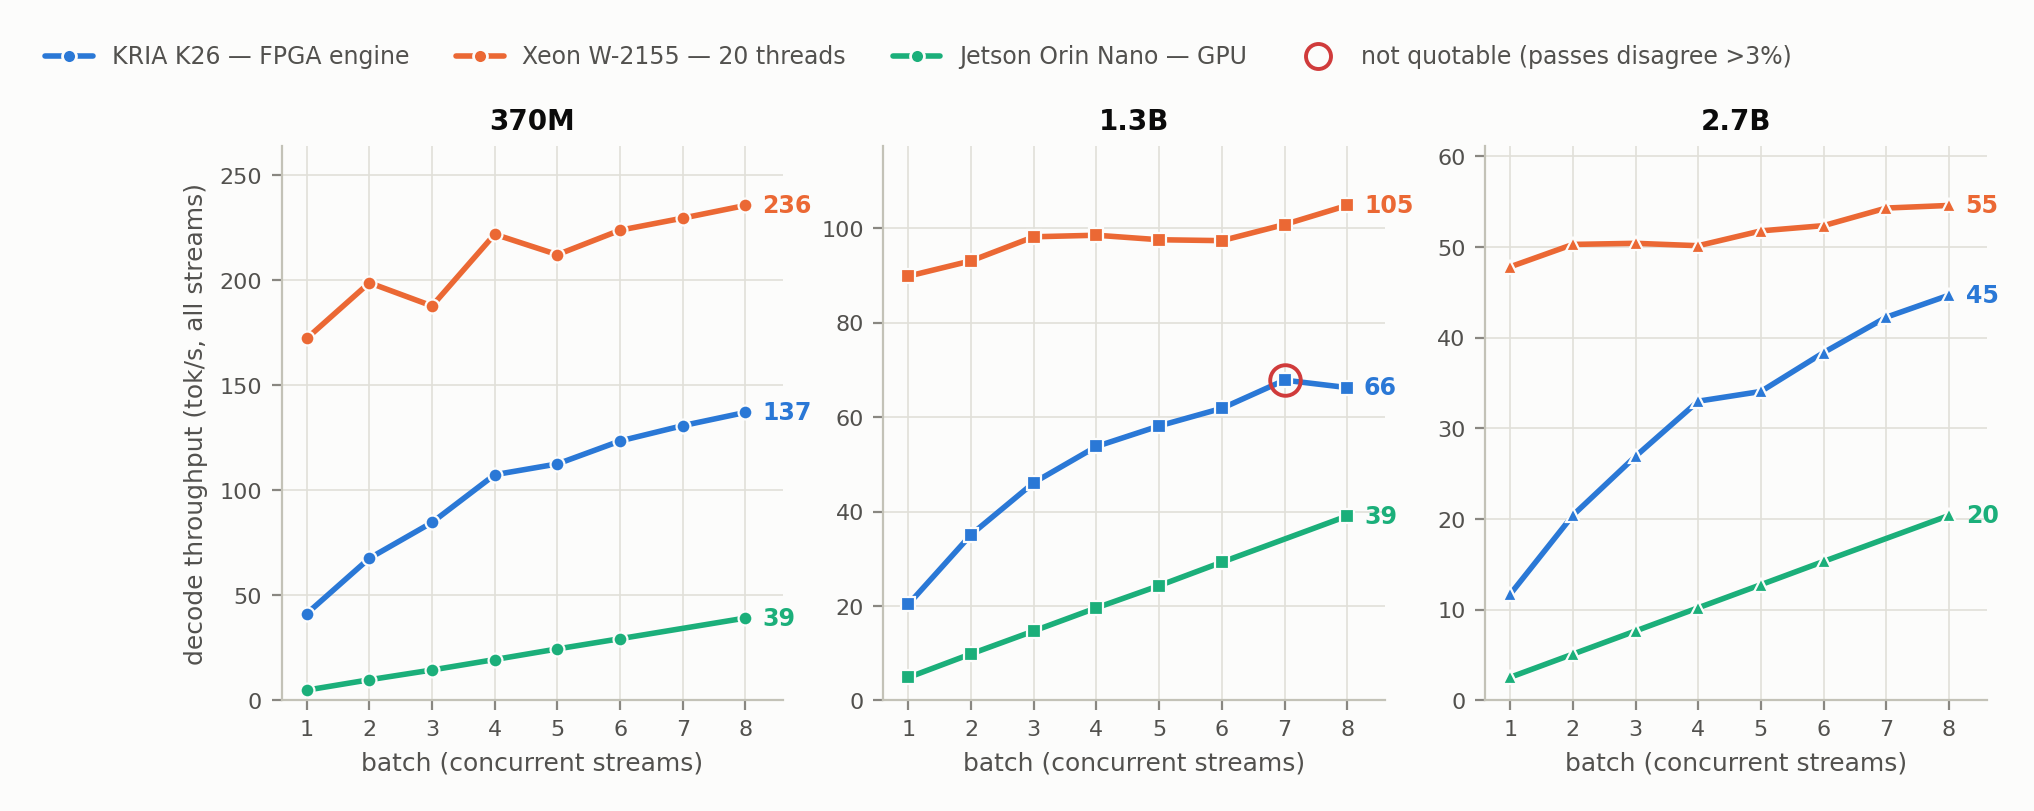 KRIA K26 — FPGA engine
Xeon W-2155 — 20 threads
Jetson Orin Nano — GPU
not quotable (passes disagree >3%)
370M
1.3B
2.7B
decode throughput (tok/s, all streams)
250
200
150
100
50
0
236
137
39
1 2 3 4 5 6 7 8
batch (concurrent streams)
100
80
60
40
20
0
105
66
39
1 2 3 4 5 6 7 8
batch (concurrent streams)
60
50
40
30
20
10
0
55
45
20
1 2 3 4 5 6 7 8
batch (concurrent streams)